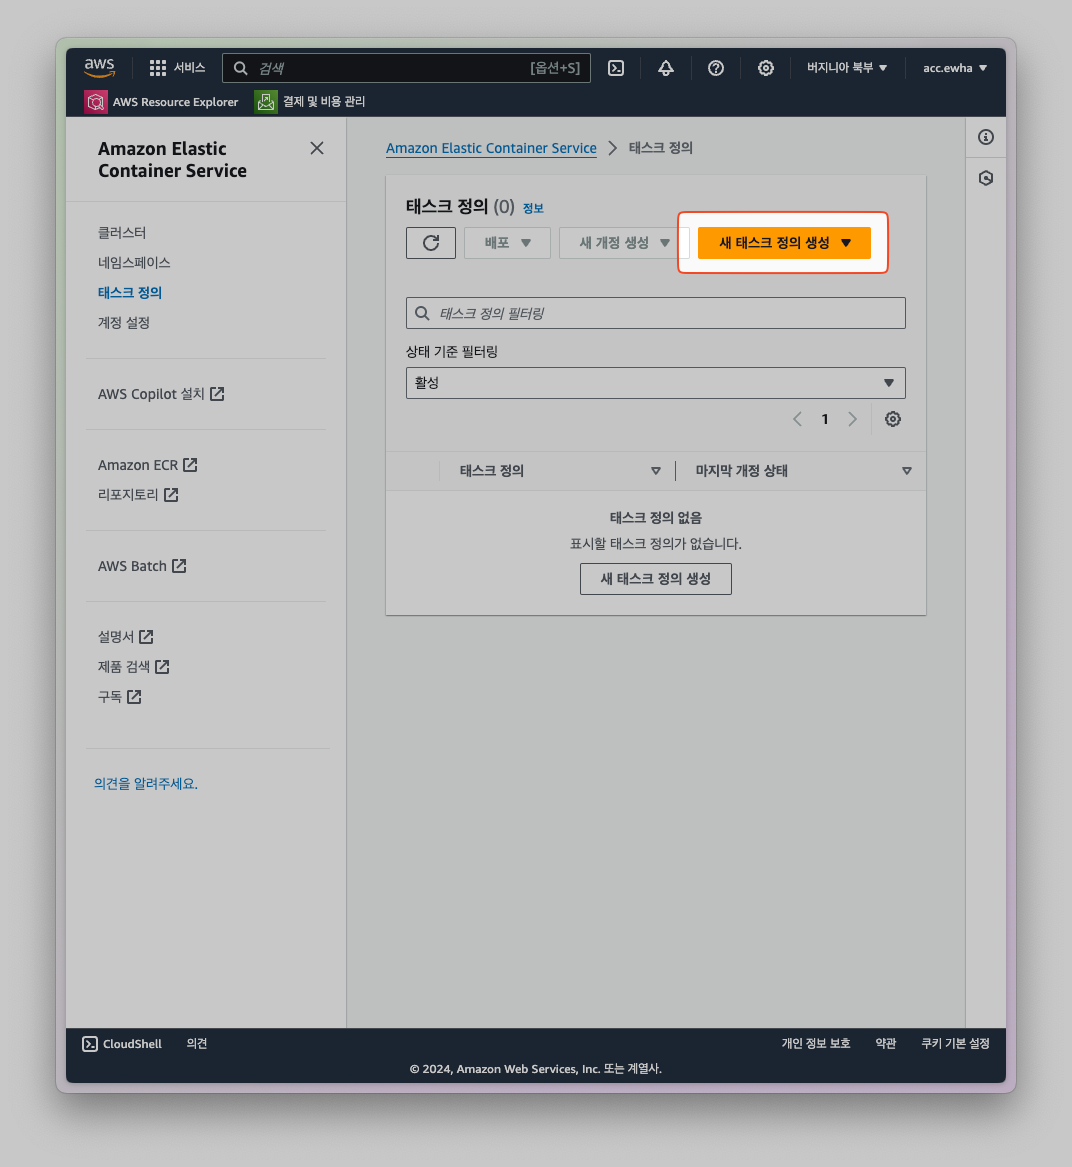 aws
서비스
검색
[옵션+S]
버지니아 북부
acc.ewha
AWS Resource Explorer
결제 및 비용 관리
Amazon Elastic
Container Service
클러스터
네임스페이스
태스크 정의
계정 설정
AWS Copilot 설치
Amazon ECR
리포지토리
AWS Batch
설명서
제품 검색
구독
의견을 알려주세요.
Amazon Elastic Container Service
태스크 정의
태스크 정의 (0) 정보
배포
새 개정 생성
새 태스크 정의 생성
태스크 정의 필터링
상태 기준 필터링
활성
1
태스크 정의
마지막 개정 상태
태스크 정의 없음
표시할 태스크 정의가 없습니다.
새 태스크 정의 생성
CloudShell
의견
개인 정보 보호
약관
쿠키 기본 설정
© 2024, Amazon Web Services, Inc. 또는 계열사.